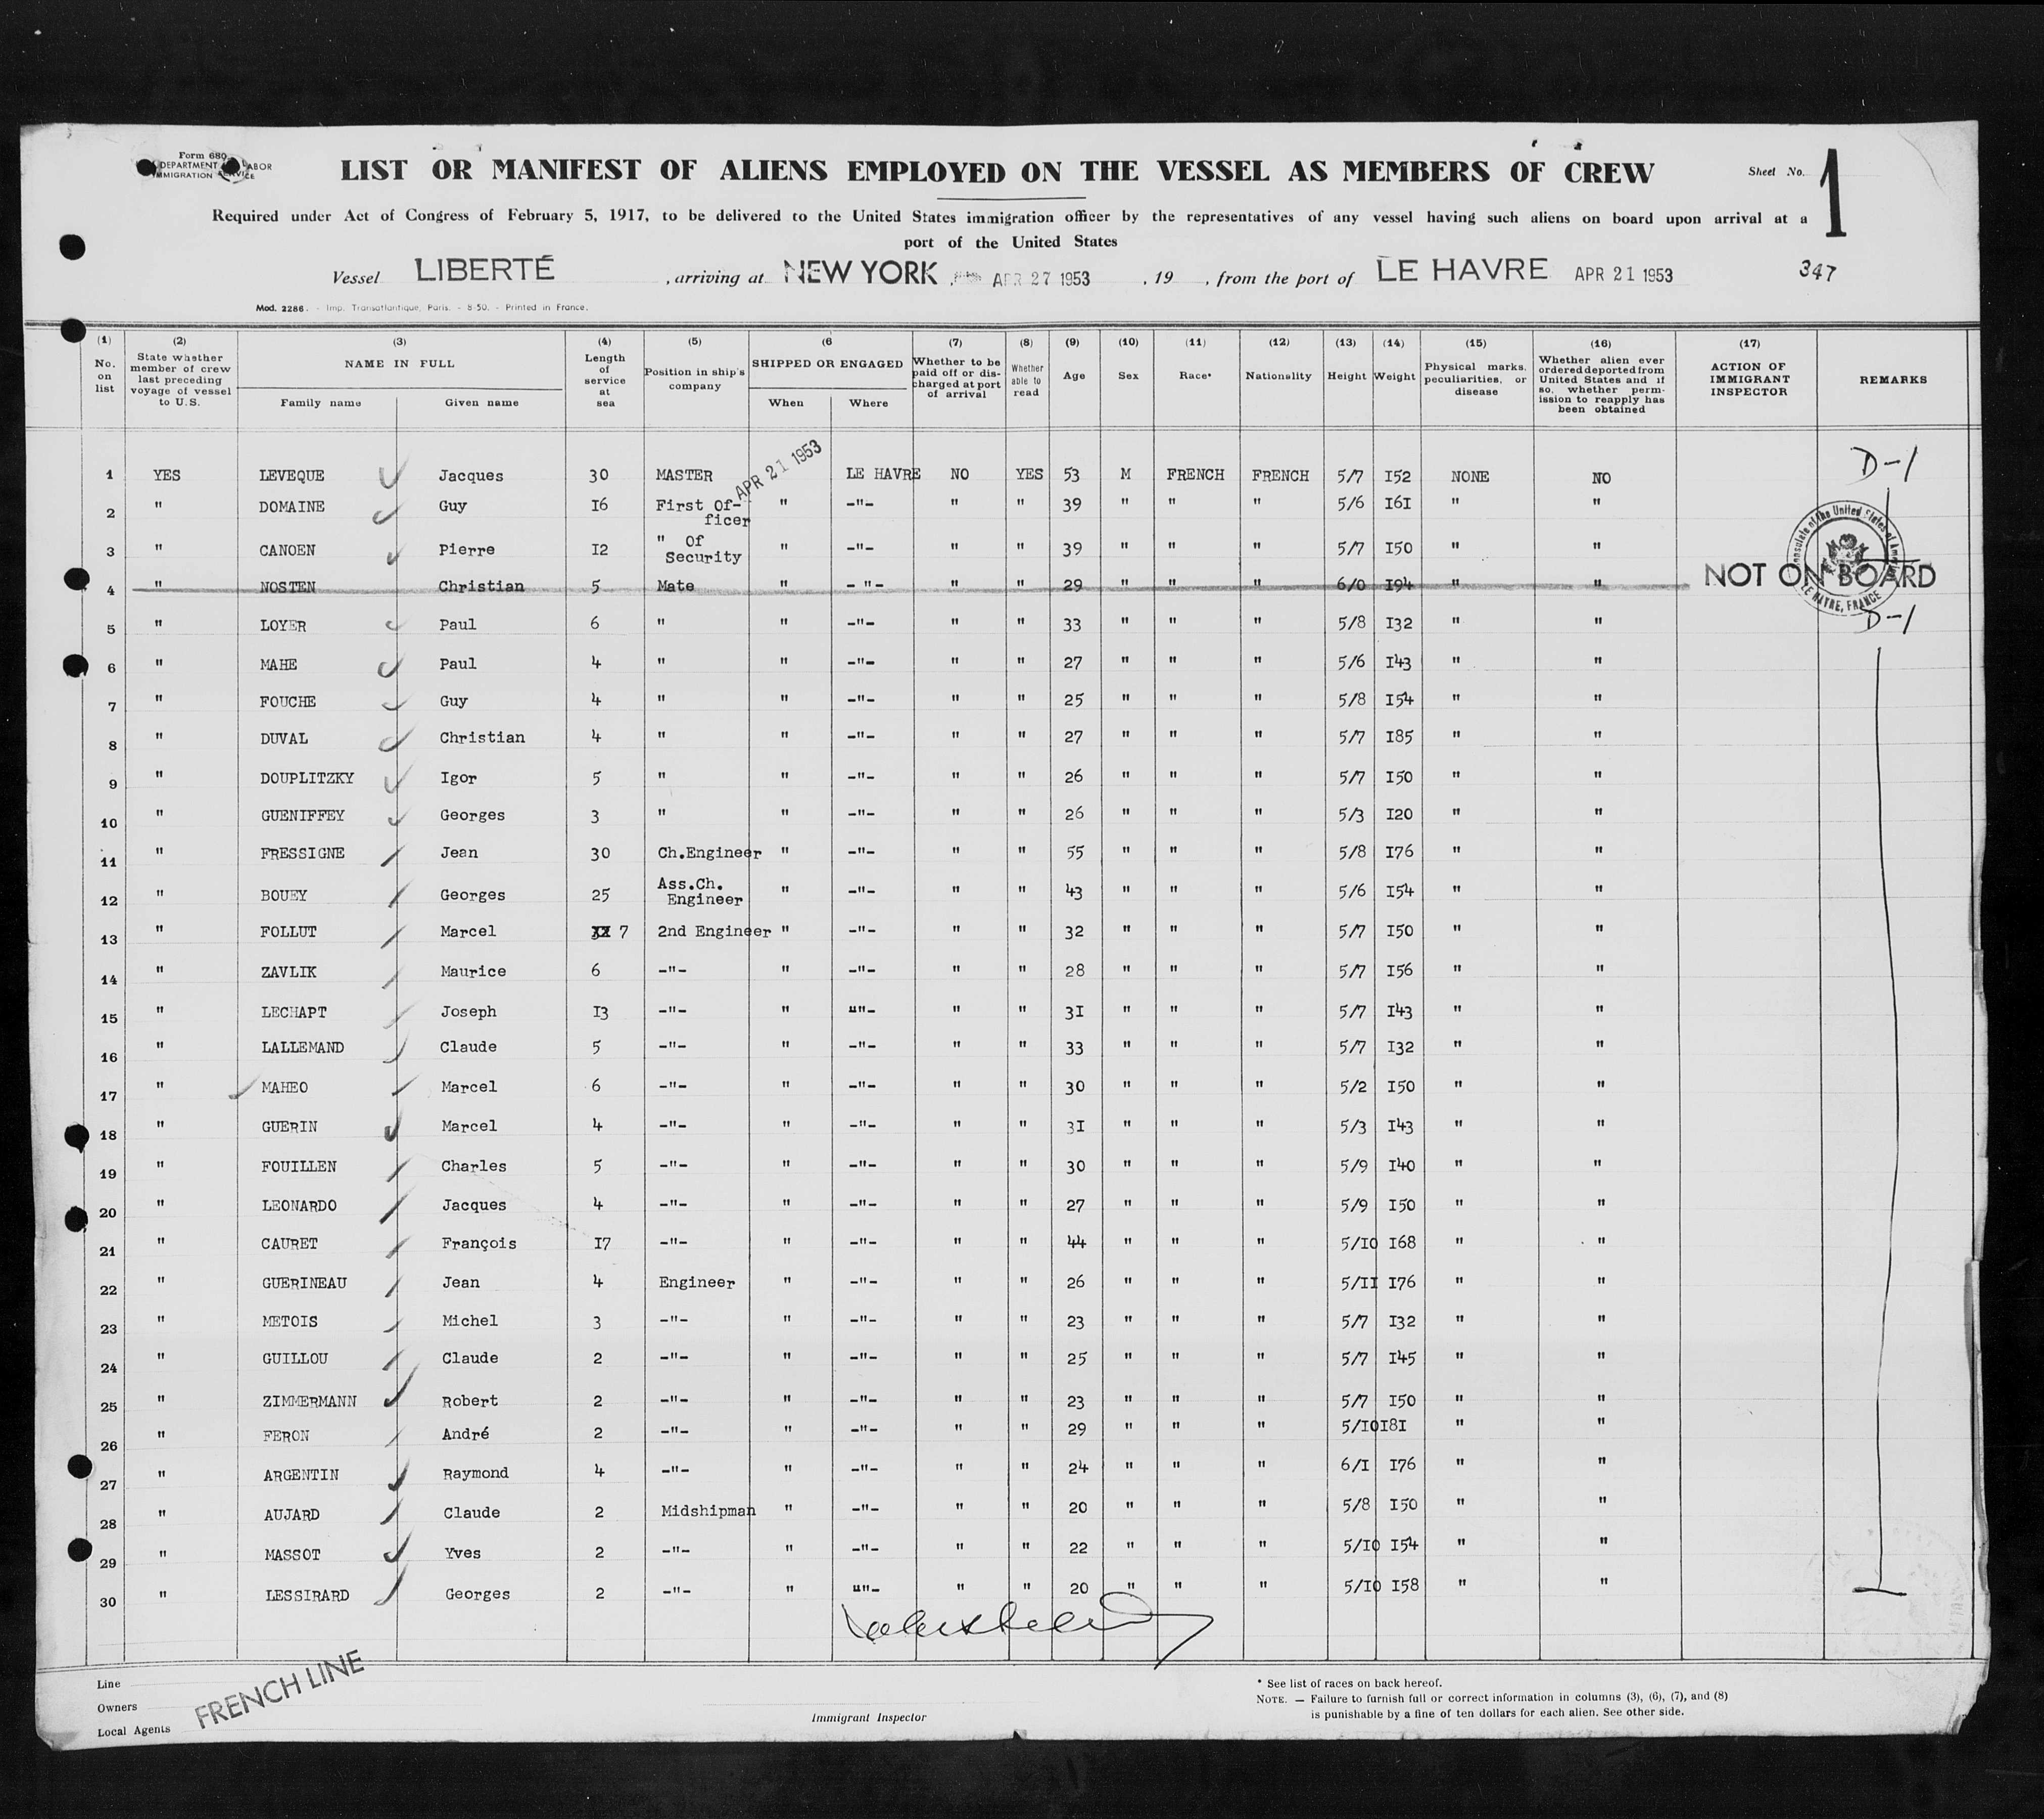 Form 680
DEPARTMENT LABOR
IMMIGRATION SERVICE
LIST OR MANIFEST OF ALIENS EMPLOYED ON THE VESSEL AS MEMBERS OF CREW
Sheet No. 1
Required under Act of Congress of February 5, 1917, to be delivered to the United States immigration officer by the representatives of any vessel having such aliens on board upon arrival at a
port of the United States
Vessel LIBERTÉ , arriving at NEW YORK , APR 27 1953 , 19 , from the port of LE HAVRE APR 21 1953 347
Mod. 2286. - Imp. Transatlantique, Paris. - 8-50. - Printed in France.
(1) No. on list (2) State whether member of crew last preceding voyage of vessel to U.S. (3) NAME IN FULL Family name Given name (4) Length of service at sea (5) Position in ship's company (6 SHIPPED OR ENGAGED When Where (7) Whether to be paid off or discharged at port of arrival (8) Whether able to read (9) Age (10) Sex (11) Race* (12) Nationality (13) Height (14) Weight (15) Physical marks, peculiarities, or disease (16) Whether alien ever ordered deported from United States and if so, whether permission to reapply has been obtained (17) ACTION OF IMMIGRANT INSPECTOR REMARKS
1 YES LEVEQUE Jacques 30 MASTER APR 21 1953 LE HAVRE NO YES 53 M FRENCH FRENCH 5/7 152 NONE NO D-1
2 " DOMAINE Guy 16 First Of-ficer " -"- " " 39 " " " 5/6 161 " "
3 " CANOEN Pierre 12 " Of Security " -"- " " 39 " " " 5/7 150 " "
4 " NOSTEN Christian 5 Mate " -"- " " 29 " " " 6/0 194 " " NOT ON BOARD
Consulate of the United States of America LE HAVRE, FRANCE
5 " LOYER Paul 6 " " -"- " " 33 " " " 5/8 132 " " D-1
6 " MAHE Paul 4 " " -"- " " 27 " " " 5/6 143 " "
7 " FOUCHE Guy 4 " " -"- " " 25 " " " 5/8 154 " "
8 " DUVAL Christian 4 " " -"- " " 27 " " " 5/7 185 " "
9 " DOUPLITZKY Igor 5 " " -"- " " 26 " " " 5/7 150 " "
10 " GUENIFFEY Georges 3 " " -"- " " 26 " " " 5/3 120 " "
11 " FRESSIGNE Jean 30 Ch.Engineer " -"- " " 55 " " " 5/8 176 " "
12 " BOUEY Georges 25 Ass.Ch. Engineer " -"- " " 43 " " " 5/6 154 " "
13 " FOLLUT Marcel 7 2nd Engineer " -"- " " 32 " " " 5/7 150 " "
14 " ZAVLIK Maurice 6 -"- " -"- " " 28 " " " 5/7 156 " "
15 " LECHAPT Joseph 13 -"- " ""- " " 31 " " " 5/7 143 " "
16 " LALLEMAND Claude 5 -"- " -"- " " 33 " " " 5/7 132 " "
17 " MAHEO Marcel 6 -"- " -"- " " 30 " " " 5/2 150 " "
18 " GUERIN Marcel 4 -"- " -"- " " 31 " " " 5/3 143 " "
19 " FOUILLEN Charles 5 -"- " -"- " " 30 " " " 5/9 140 " "
20 " LEONARDO Jacques 4 -"- " -"- " " 27 " " " 5/9 150 " "
21 " CAURET François 17 -"- " -"- " " 44 " " " 5/10 168 " "
22 " GUERINEAU Jean 4 Engineer " -"- " " 26 " " " 5/11 176 " "
23 " METOIS Michel 3 -"- " -"- " " 23 " " " 5/7 132 " "
24 " GUILLOU Claude 2 -"- " -"- " " 25 " " " 5/7 145 " "
25 " ZIMMERMANN Robert 2 -"- " -"- " " 23 " " " 5/7 150 " "
26 " FERON André 2 -"- " -"- " " 29 " " " 5/10 181 " "
27 " ARGENTIN Raymond 4 -"- " -"- " " 24 " " " 6/1 176 " "
28 " AUJARD Claude 2 Midshipman " -"- " " 20 " " " 5/8 150 " "
29 " MASSOT Yves 2 -"- " -"- " " 22 " " " 5/10 154 " "
30 " LESSIRARD Georges 2 -"- " ""- " " 20 " " " 5/10 158 " "
Line
Owners
Local Agents
FRENCH LINE
Immigrant Inspector
* See list of races on back hereof.
NOTE. — Failure to furnish full or correct information in columns (3), (6), (7), and (8)
is punishable by a fine of ten dollars for each alien. See other side.